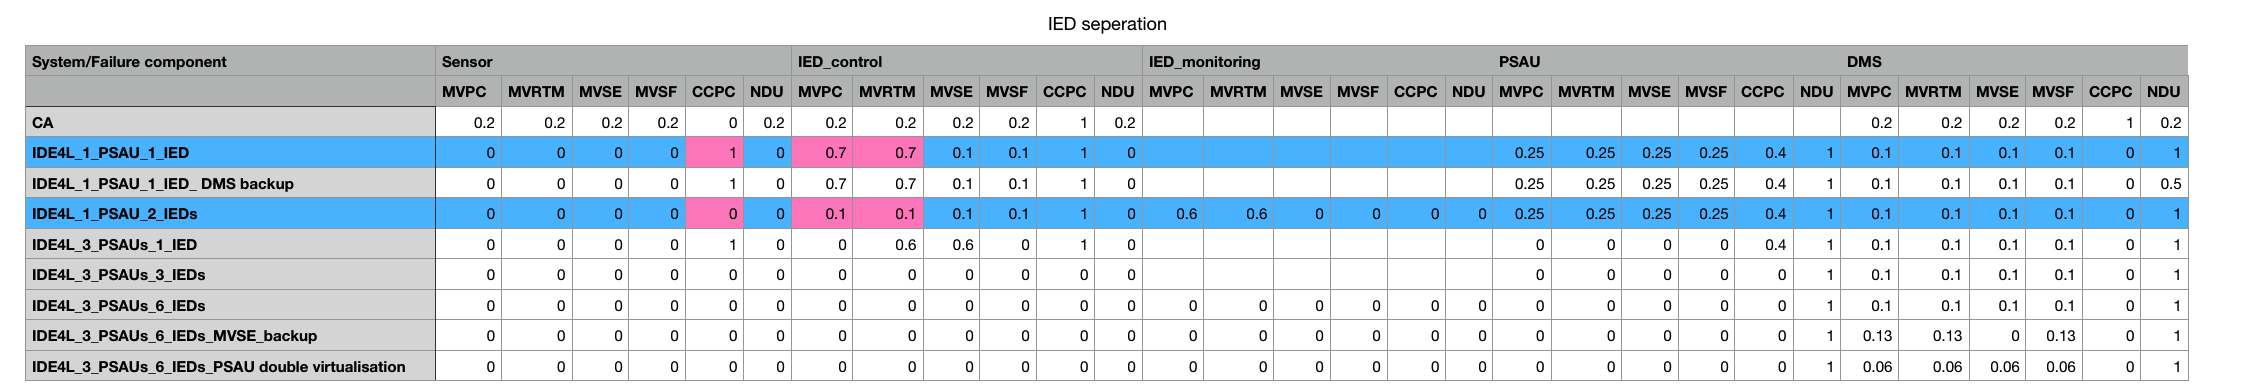 IED seperation
System/Failure component Sensor IED_control IED_monitoring PSAU DMS
MVPC MVRTM MVSE MVSF CCPC NDU MVPC MVRTM MVSE MVSF CCPC NDU MVPC MVRTM MVSE MVSF CCPC NDU MVPC MVRTM MVSE MVSF CCPC NDU MVPC MVRTM MVSE MVSF CCPC NDU
CA 0.2 0.2 0.2 0.2 0 0.2 0.2 0.2 0.2 0.2 1 0.2 0.2 0.2 0.2 0.2 1 0.2
IDE4L_1_PSAU_1_IED 0 0 0 0 1 0 0.7 0.7 0.1 0.1 1 0 0.25 0.25 0.25 0.25 0.4 1 0.1 0.1 0.1 0.1 0 1
IDE4L_1_PSAU_1_IED_ DMS backup 0 0 0 0 1 0 0.7 0.7 0.1 0.1 1 0 0.25 0.25 0.25 0.25 0.4 1 0.1 0.1 0.1 0.1 0 0.5
IDE4L_1_PSAU_2_IEDs 0 0 0 0 0 0 0.1 0.1 0.1 0.1 1 0 0.6 0.6 0 0 0 0 0.25 0.25 0.25 0.25 0.4 1 0.1 0.1 0.1 0.1 0 1
IDE4L_3_PSAUs_1_IED 0 0 0 0 1 0 0 0.6 0.6 0 1 0 0 0 0 0 0.4 1 0.1 0.1 0.1 0.1 0 1
IDE4L_3_PSAUs_3_IEDs 0 0 0 0 0 0 0 0 0 0 0 0 0 0 0 0 0 1 0.1 0.1 0.1 0.1 0 1
IDE4L_3_PSAUs_6_IEDs 0 0 0 0 0 0 0 0 0 0 0 0 0 0 0 0 0 0 0 0 0 0 0 1 0.1 0.1 0.1 0.1 0 1
IDE4L_3_PSAUs_6_IEDs_MVSE_backup 0 0 0 0 0 0 0 0 0 0 0 0 0 0 0 0 0 0 0 0 0 0 0 1 0.13 0.13 0 0.13 0 1
IDE4L_3_PSAUs_6_IEDs_PSAU double virtualisation 0 0 0 0 0 0 0 0 0 0 0 0 0 0 0 0 0 0 0 0 0 0 0 1 0.06 0.06 0.06 0.06 0 1